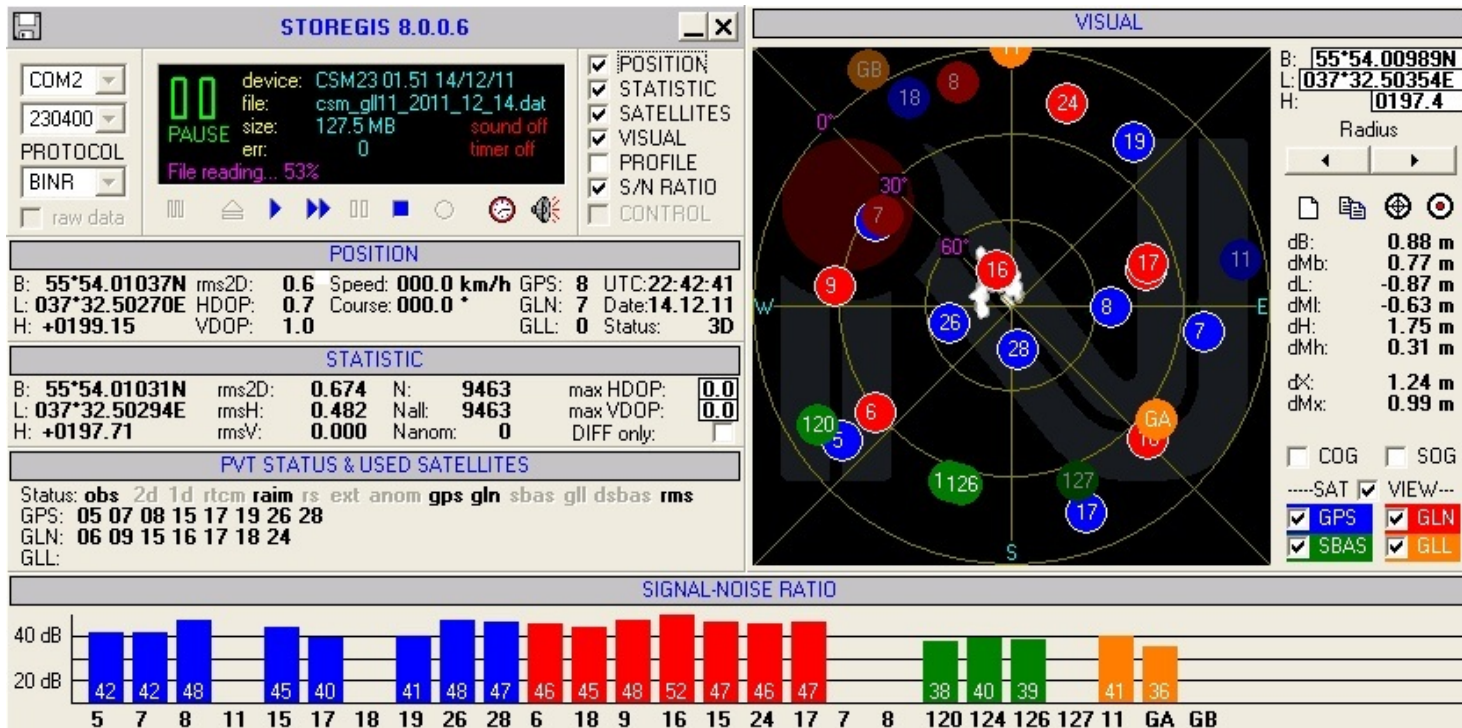 STOREGIS 8.0.0.6
COM2
230400
PROTOCOL
BINR
raw data
PAUSE
device: CSM23 01.51 14/12/11
file: csm_gll11_2011_12_14.dat
size: 127.5 MB sound off
err: 0 timer off
File reading... 53%
POSITION
STATISTIC
SATELLITES
VISUAL
PROFILE
S/N RATIO
CONTROL
POSITION
B: 55*54.01037N rms2D: 0.6 Speed: 000.0 km/h GPS: 8 UTC:22:42:41
L: 037*32.50270E HDOP: 0.7 Course: 000.0 * GLN: 7 Date:14.12.11
H: +0199.15 VDOP: 1.0 GLL: 0 Status: 3D
STATISTIC
B: 55*54.01031N rms2D: 0.674 N: 9463 max HDOP: 0.0
L: 037*32.50294E rmsH: 0.482 Nall: 9463 max VDOP: 0.0
H: +0197.71 rmsV: 0.000 Nanom: 0 DIFF only:
PVT STATUS & USED SATELLITES
Status: obs 2d 1d rtcm raim rs ext anom gps gln sbas gll dsbas rms
GPS: 05 07 08 15 17 19 26 28
GLN: 06 09 15 16 17 18 24
GLL:
VISUAL
11
GB
8
18
24
0*
19
30*
7
60*
16
17
11
9
W
8
E
26
7
28
6
GA
18
120
5
126
127
17
S
B: 55*54.00989N
L: 037*32.50354E
H: 0197.4
Radius
dB: 0.88 m
dMb: 0.77 m
dL: -0.87 m
dMl: -0.63 m
dH: 1.75 m
dMh: 0.31 m
dX: 1.24 m
dMx: 0.99 m
COG SOG
-----SAT VIEW---
GPS GLN
SBAS GLL
SIGNAL-NOISE RATIO
40 dB
20 dB
42 42 48 45 40 41 48 47 46 45 48 52 47 46 47 38 40 39 41 36
5 7 8 11 15 17 18 19 26 28 6 18 9 16 15 24 17 7 8 120 124 126 127 11 GA GB